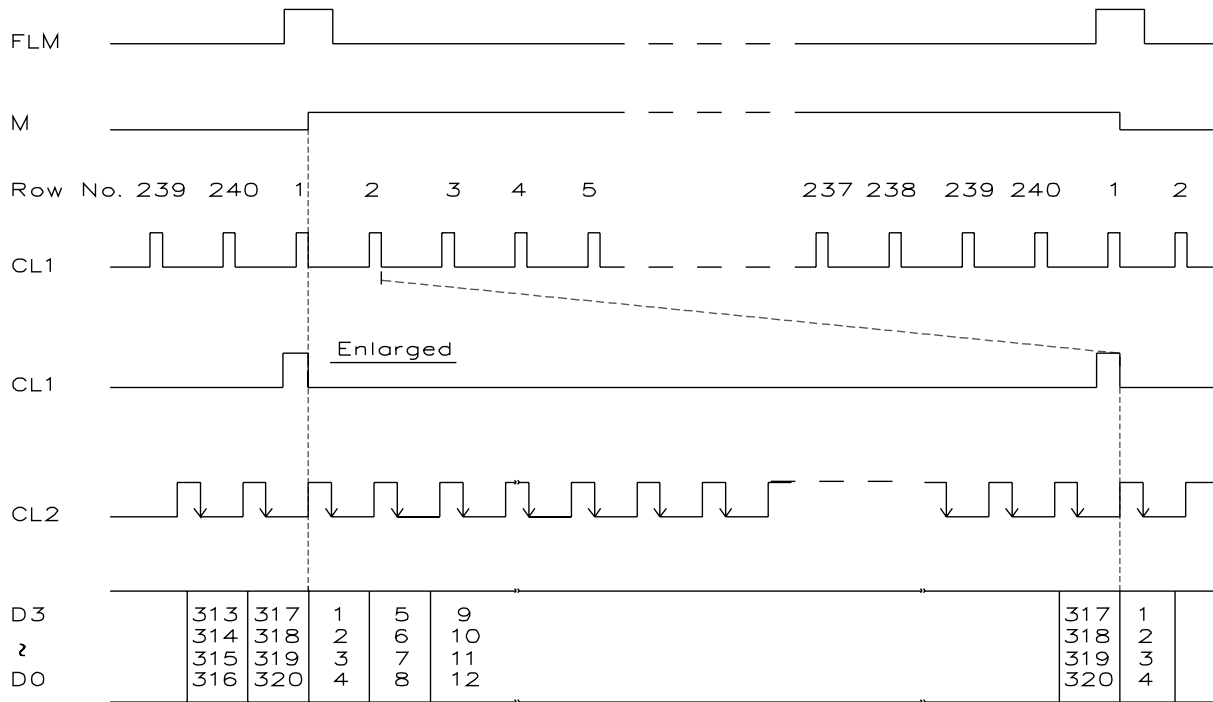 FLM
M
Row No. 239 240 1 2 3 4 5 237 238 239 240 1 2
CL1
Enlarged
CL1
CL2
D3 313 317 1 5 9 317 1
314 318 2 6 10 318 2
~ 315 319 3 7 11 319 3
D0 316 320 4 8 12 320 4